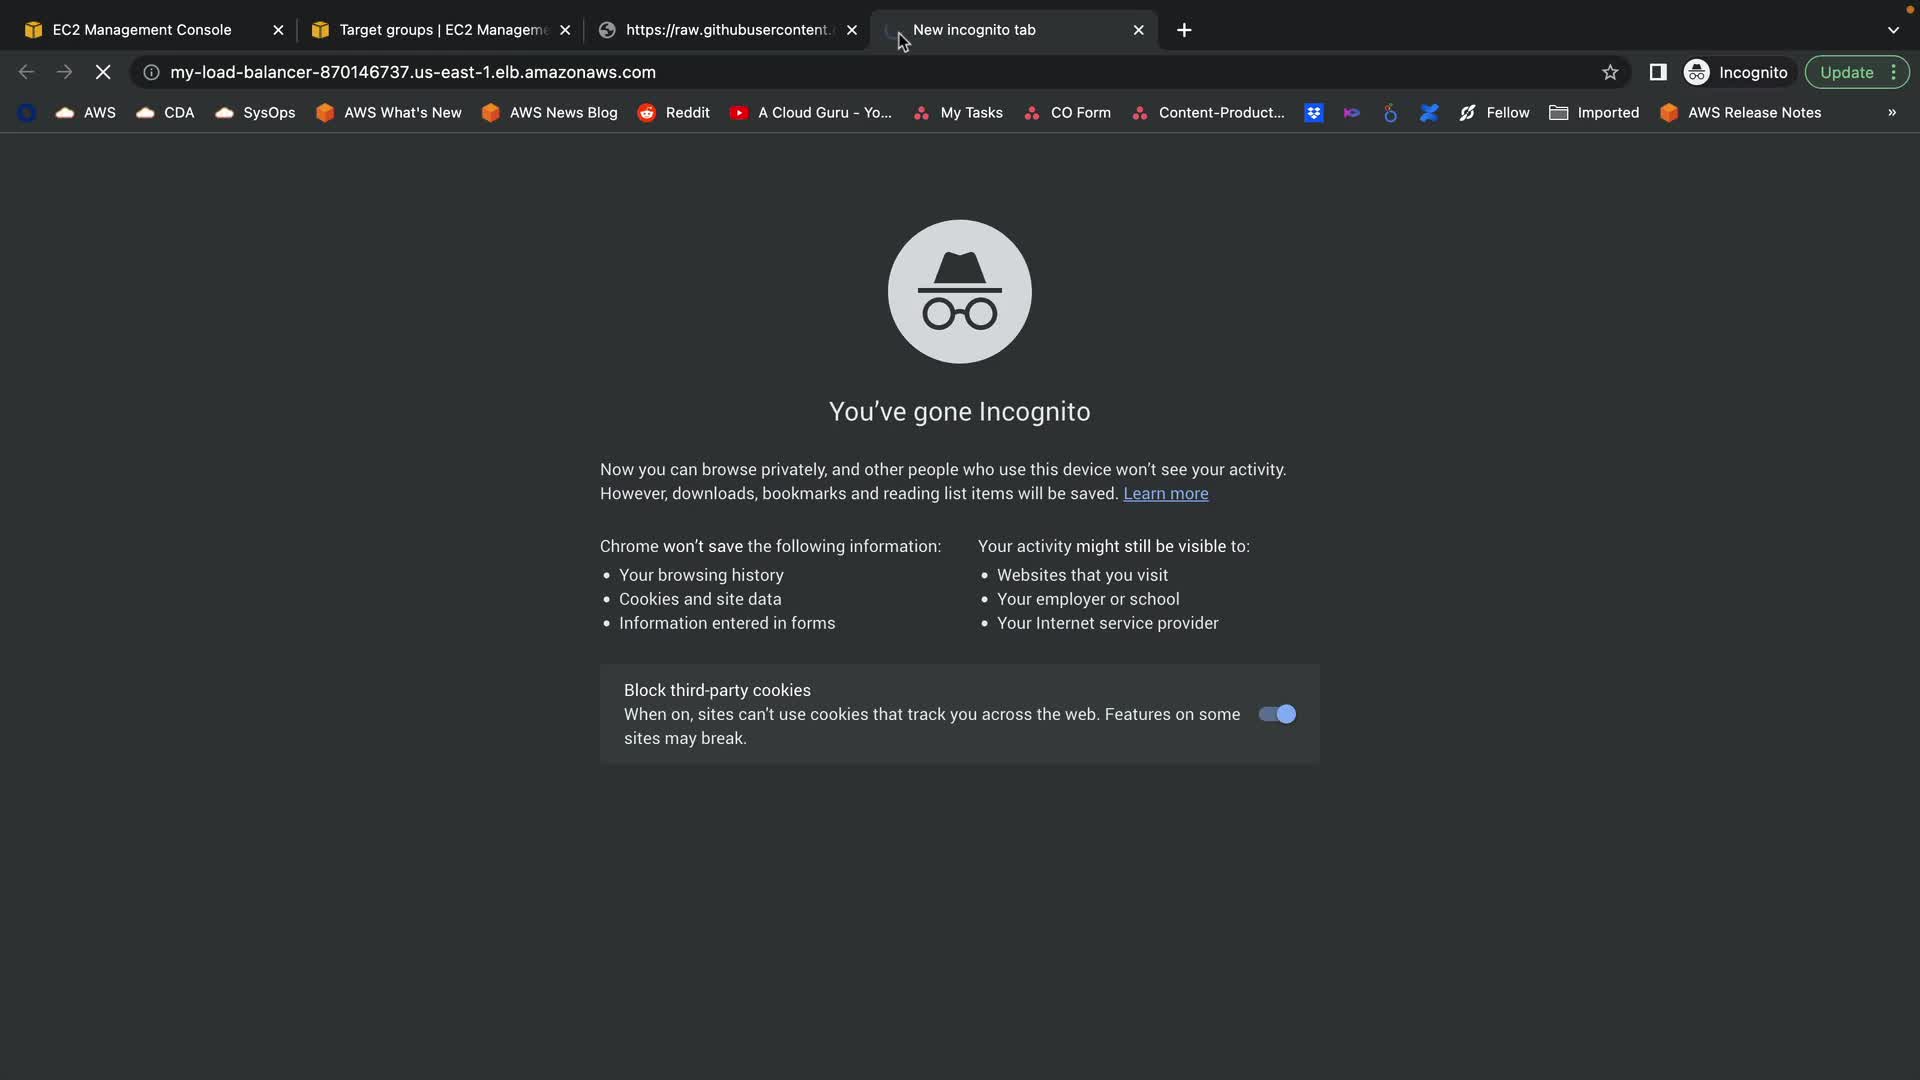 EC2 Management Console
Target groups | EC2 Manageme
https://raw.githubusercontent.
New incognito tab
my-load-balancer-870146737.us-east-1.elb.amazonaws.com
Incognito
Update
AWS
CDA
SysOps
AWS What's New
AWS News Blog
Reddit
A Cloud Guru - Yo...
My Tasks
CO Form
Content-Product...
Fellow
Imported
AWS Release Notes
»
You've gone Incognito
Now you can browse privately, and other people who use this device won't see your activity.
However, downloads, bookmarks and reading list items will be saved. Learn more
Chrome won't save the following information:
• Your browsing history
• Cookies and site data
• Information entered in forms
Your activity might still be visible to:
• Websites that you visit
• Your employer or school
• Your Internet service provider
Block third-party cookies
When on, sites can't use cookies that track you across the web. Features on some
sites may break.